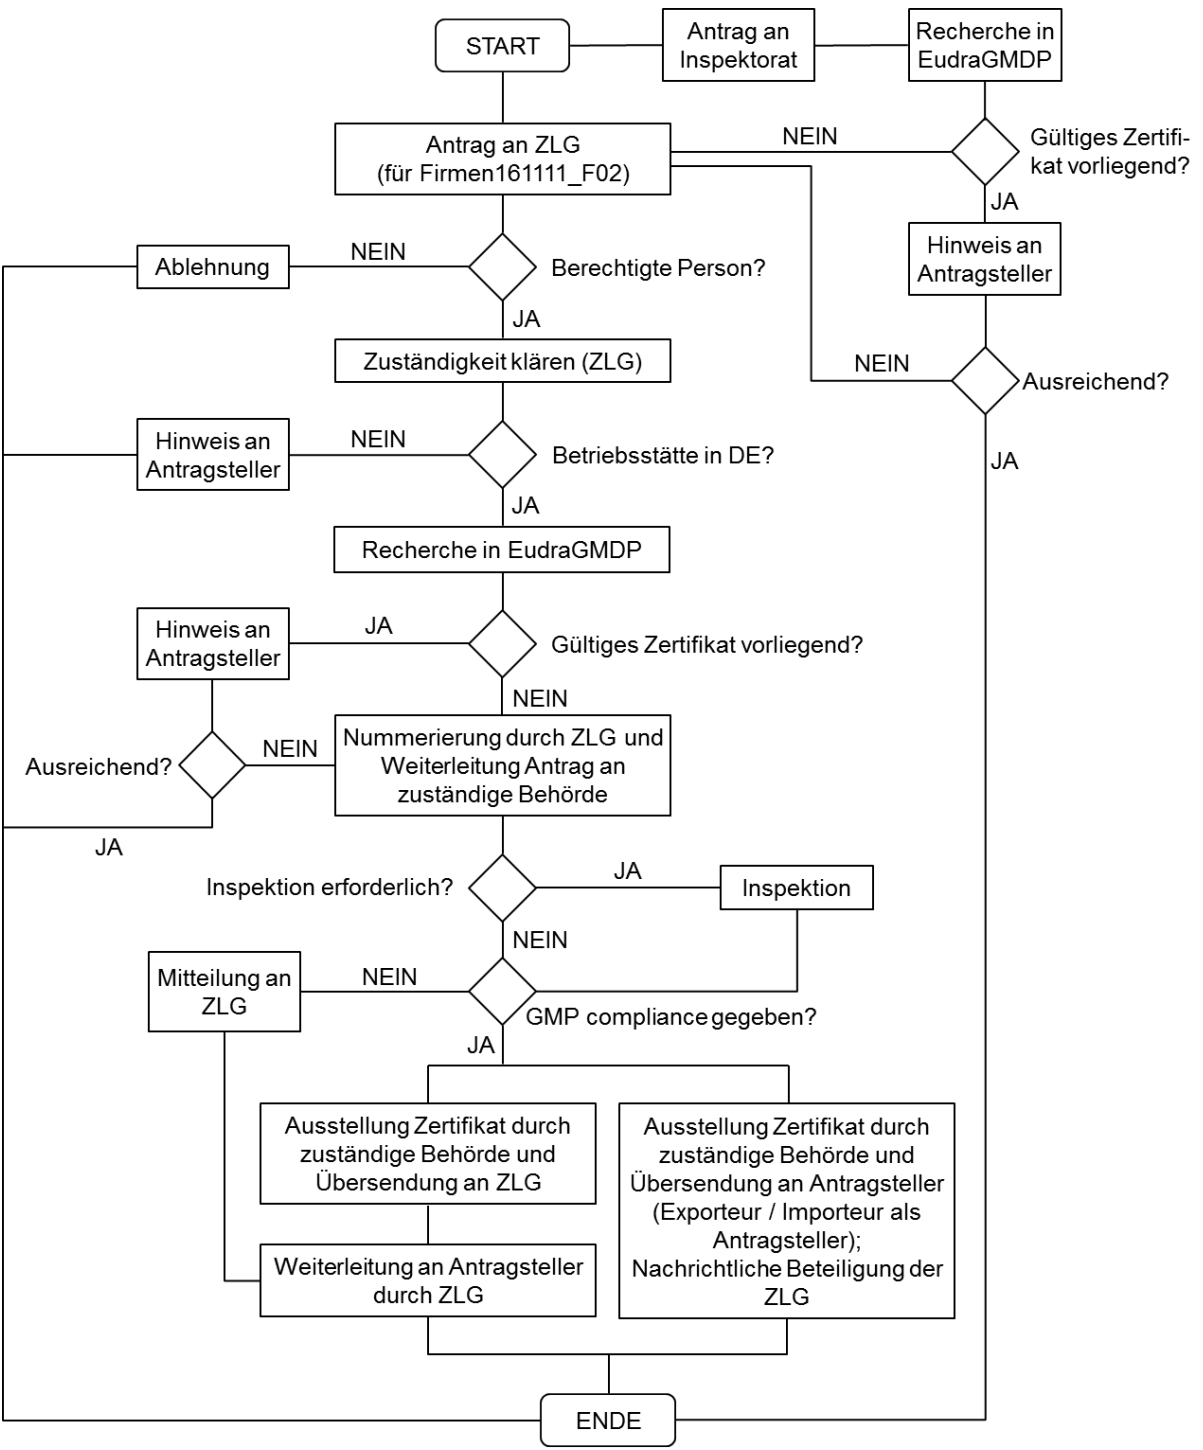 START
Antrag an
Inspektorat
Recherche in
EudraGMDP
Antrag an ZLG
(für Firmen161111_F02)
NEIN
Gültiges Zertifi-
kat vorliegend?
JA
Hinweis an
Antragsteller
Ablehnung
NEIN
Berechtigte Person?
JA
Zuständigkeit klären (ZLG)
NEIN
Ausreichend?
JA
Hinweis an
Antragsteller
NEIN
Betriebsstätte in DE?
JA
Recherche in EudraGMDP
Hinweis an
Antragsteller
JA
Gültiges Zertifikat vorliegend?
NEIN
Ausreichend?
NEIN
JA
Nummerierung durch ZLG und
Weiterleitung Antrag an
zuständige Behörde
Inspektion erforderlich?
JA
Inspektion
NEIN
Mitteilung an
ZLG
NEIN
GMP compliance gegeben?
JA
Ausstellung Zertifikat durch
zuständige Behörde und
Übersendung an ZLG
Ausstellung Zertifikat durch
zuständige Behörde und
Übersendung an Antragsteller
(Exporteur / Importeur als
Antragsteller);
Nachrichtliche Beteiligung der
ZLG
Weiterleitung an Antragsteller
durch ZLG
ENDE